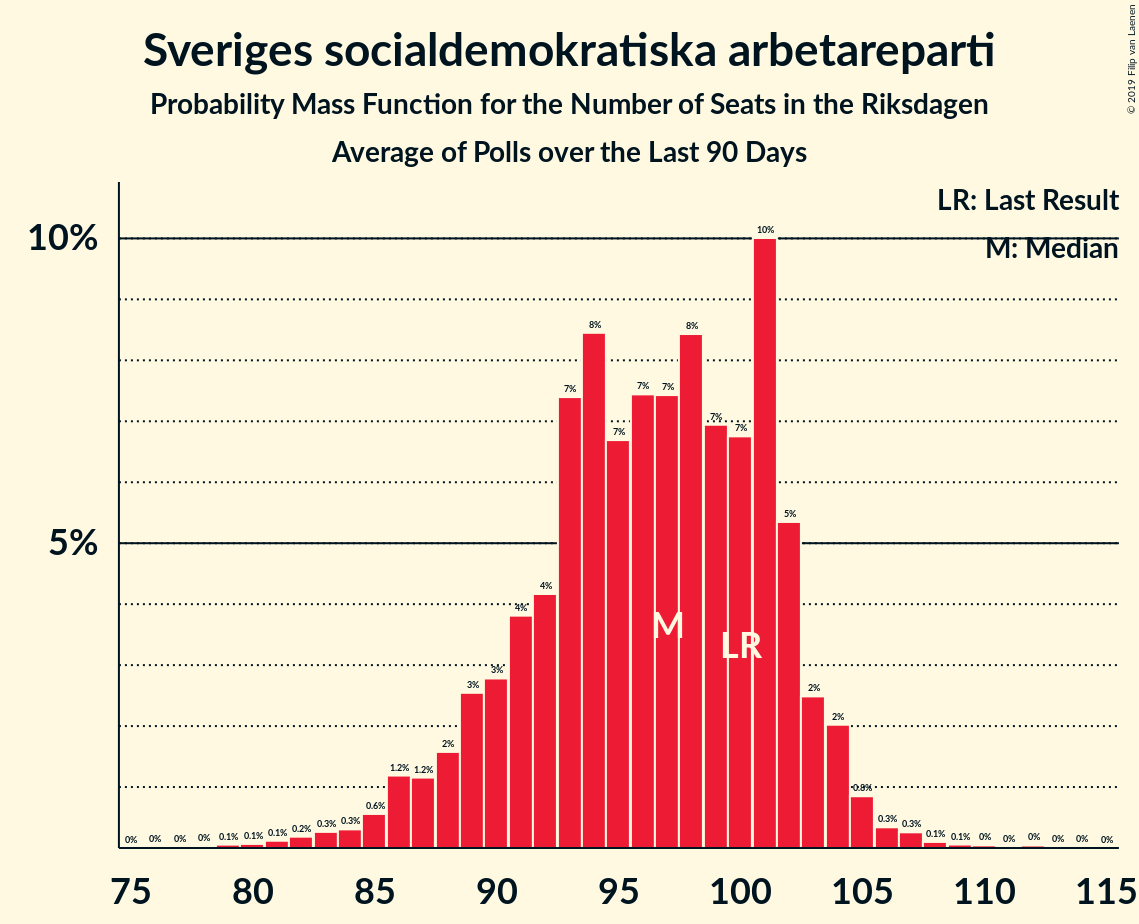 Sveriges socialdemokratiska arbetareparti
Probability Mass Function for the Number of Seats in the Riksdagen
Average of Polls over the Last 90 Days
© 2019 Filip van Laenen
LR: Last Result
M: Median
10%
5%
0% 0% 0% 0% 0.1% 0.1% 0.1% 0.2% 0.3% 0.3% 0.6% 1.2% 1.2% 2% 3% 3% 4% 4% 7% 8% 7% 7% 7% 8% 7% 7% 10% 5% 2% 2% 0.8% 0.3% 0.3% 0.1% 0.1% 0% 0% 0% 0% 0% 0%
M
LR
75 80 85 90 95 100 105 110 115